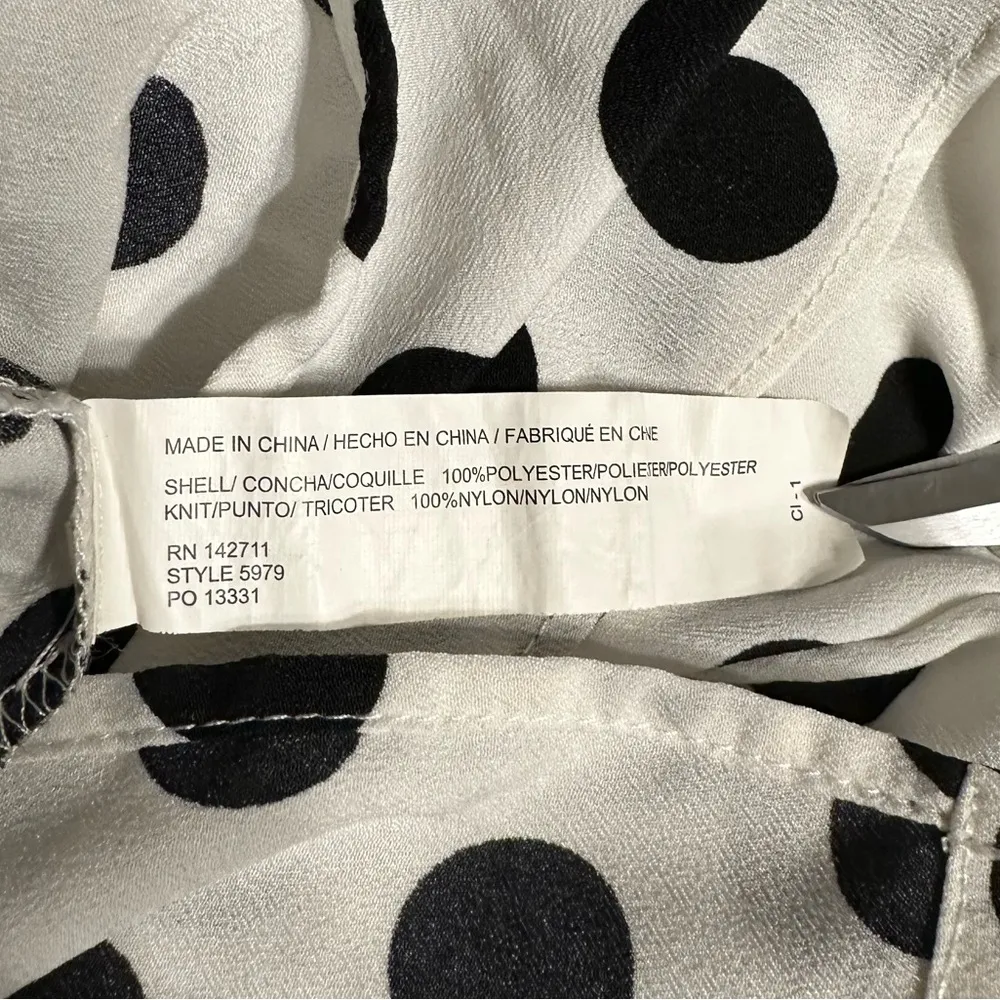 MADE IN CHINA / HECHO EN CHINA / FABRIQUÉ EN CHINE
SHELL/ CONCHA/COQUILLE 100%POLYESTER/POLIETER/POLYESTER
KNIT/PUNTO/ TRICOTER 100%NYLON/NYLON/NYLON
RN 142711
STYLE 5979
PO 13331
CI - 1